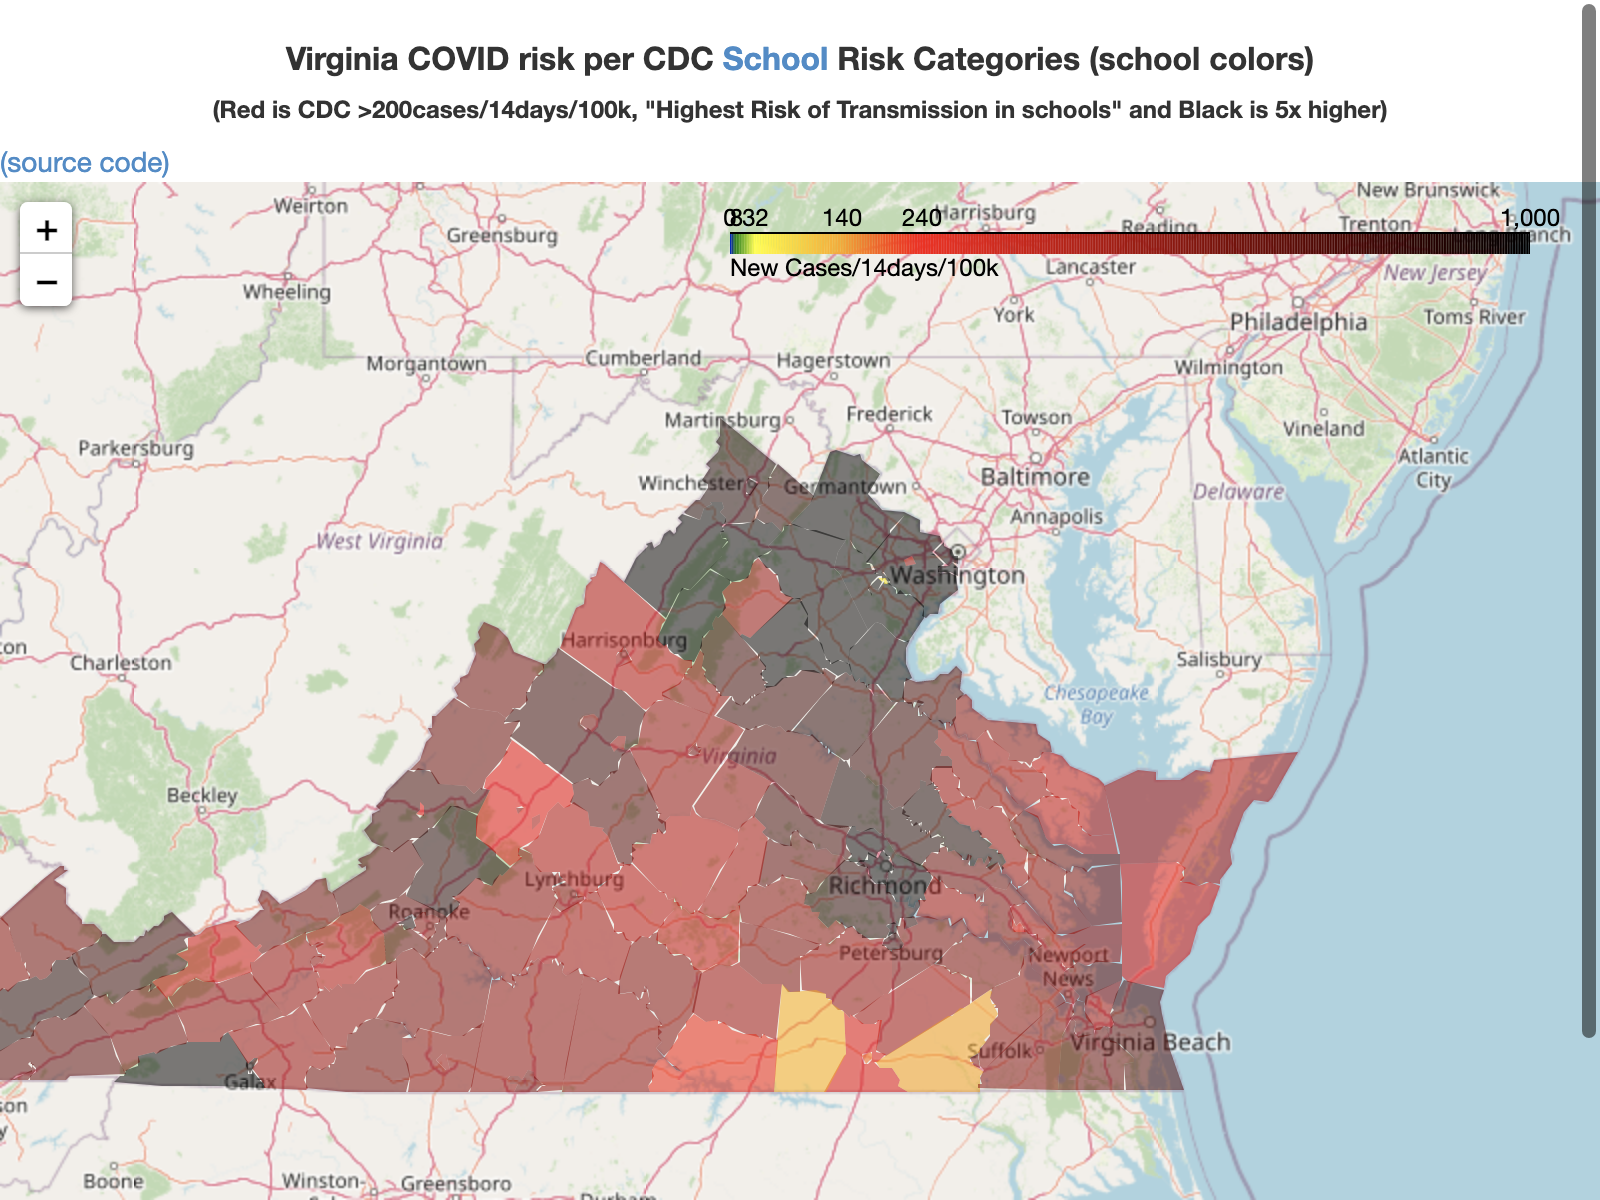 Virginia COVID risk per CDC School Risk Categories (school colors)
(Red is CDC >200cases/14days/100k, "Highest Risk of Transmission in schools" and Black is 5x higher)
(source code)
+
−
0 8 32 140 240 1,000
New Cases/14days/100k
New Brunswick
Weirton
Harrisburg
Reading
Trenton
Greensburg
Lancaster
New Jersey
Wheeling
York
Philadelphia
Toms River
Morgantown
Cumberland
Hagerstown
Wilmington
Martinsburg
Frederick
Towson
Vineland
Parkersburg
Atlantic
City
Winchester
Germantown
Baltimore
Delaware
Annapolis
West Virginia
Washington
Harrisonburg
Charleston
Salisbury
Chesapeake
Bay
Virginia
Beckley
Lynchburg
Richmond
Roanoke
Petersburg
Newport
News
Virginia Beach
Suffolk
Galax
Boone
Winston-
Greensboro
Durham